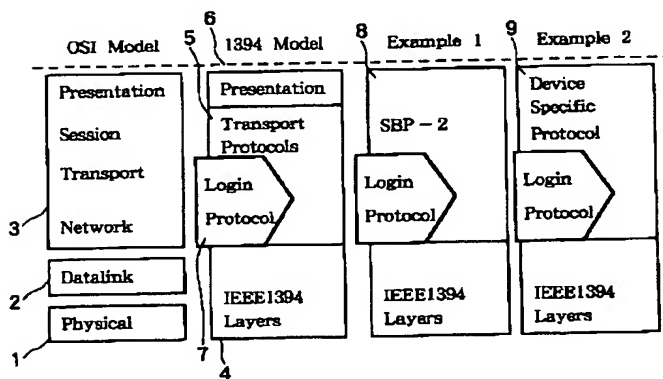 OSI Model
3
Presentation
Session
Transport
Network
2
Datalink
1
Physical
6
1394 Model
5
Presentation
Transport
Protocols
Login
Protocol
7
IEEE1394
Layers
4
8
Example 1
SBP-2
Login
Protocol
IEEE1394
Layers
9
Example 2
Device
Specific
Protocol
Login
Protocol
IEEE1394
Layers